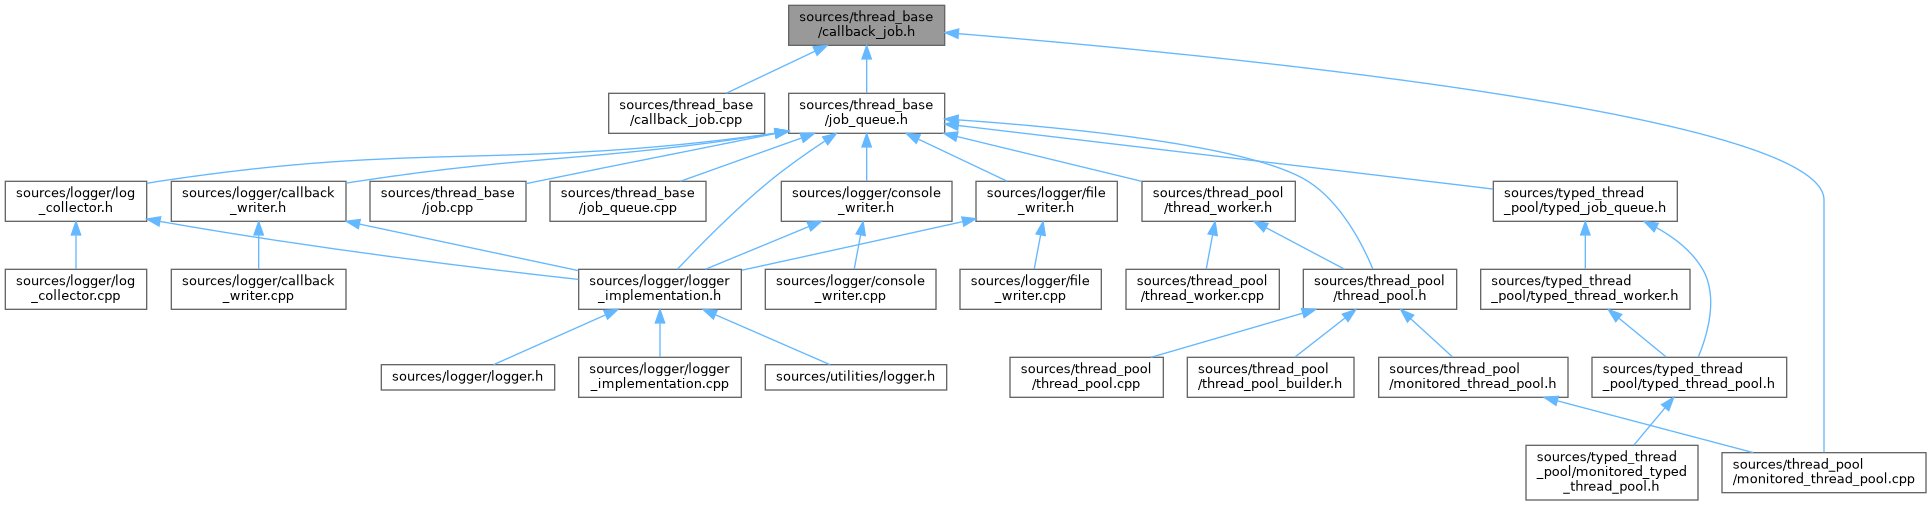 sources/thread_base
/callback_job.h
sources/thread_base
/callback_job.cpp
sources/thread_base
/job_queue.h
sources/logger/log
_collector.h
sources/logger/callback
_writer.h
sources/thread_base
/job.cpp
sources/thread_base
/job_queue.cpp
sources/logger/console
_writer.h
sources/logger/file
_writer.h
sources/thread_pool
/thread_worker.h
sources/typed_thread
_pool/typed_job_queue.h
sources/logger/log
_collector.cpp
sources/logger/callback
_writer.cpp
sources/logger/logger
_implementation.h
sources/logger/console
_writer.cpp
sources/logger/file
_writer.cpp
sources/thread_pool
/thread_worker.cpp
sources/thread_pool
/thread_pool.h
sources/typed_thread
_pool/typed_thread_worker.h
sources/logger/logger.h
sources/logger/logger
_implementation.cpp
sources/utilities/logger.h
sources/thread_pool
/thread_pool.cpp
sources/thread_pool
/thread_pool_builder.h
sources/thread_pool
/monitored_thread_pool.h
sources/typed_thread
_pool/typed_thread_pool.h
sources/typed_thread
_pool/monitored_typed
_thread_pool.h
sources/thread_pool
/monitored_thread_pool.cpp